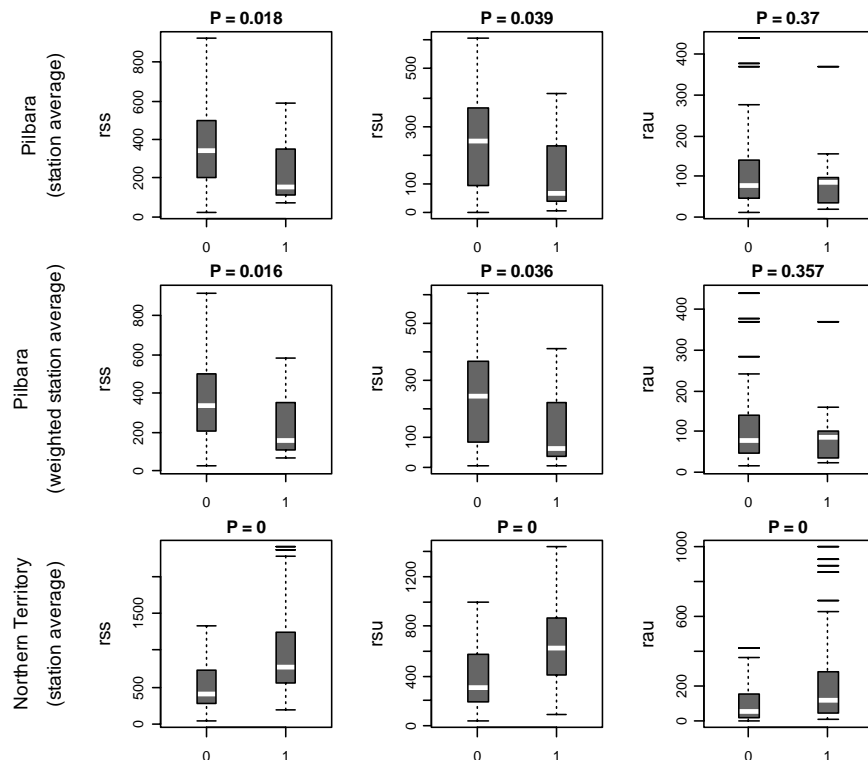 P = 0.018
P = 0.039
P = 0.37
Pilbara
(station average)
rss
0 200 400 600 800
0 1
rsu
0 100 300 500
0 1
rau
0 100 200 300 400
0 1
P = 0.016
P = 0.036
P = 0.357
Pilbara
(weighted station average)
rss
0 200 400 600 800
0 1
rsu
0 100 300 500
0 1
rau
0 100 200 300 400
0 1
P = 0
P = 0
P = 0
Northern Territory
(station average)
rss
0 500 1500
0 1
rsu
0 400 800 1200
0 1
rau
0 200 600 1000
0 1